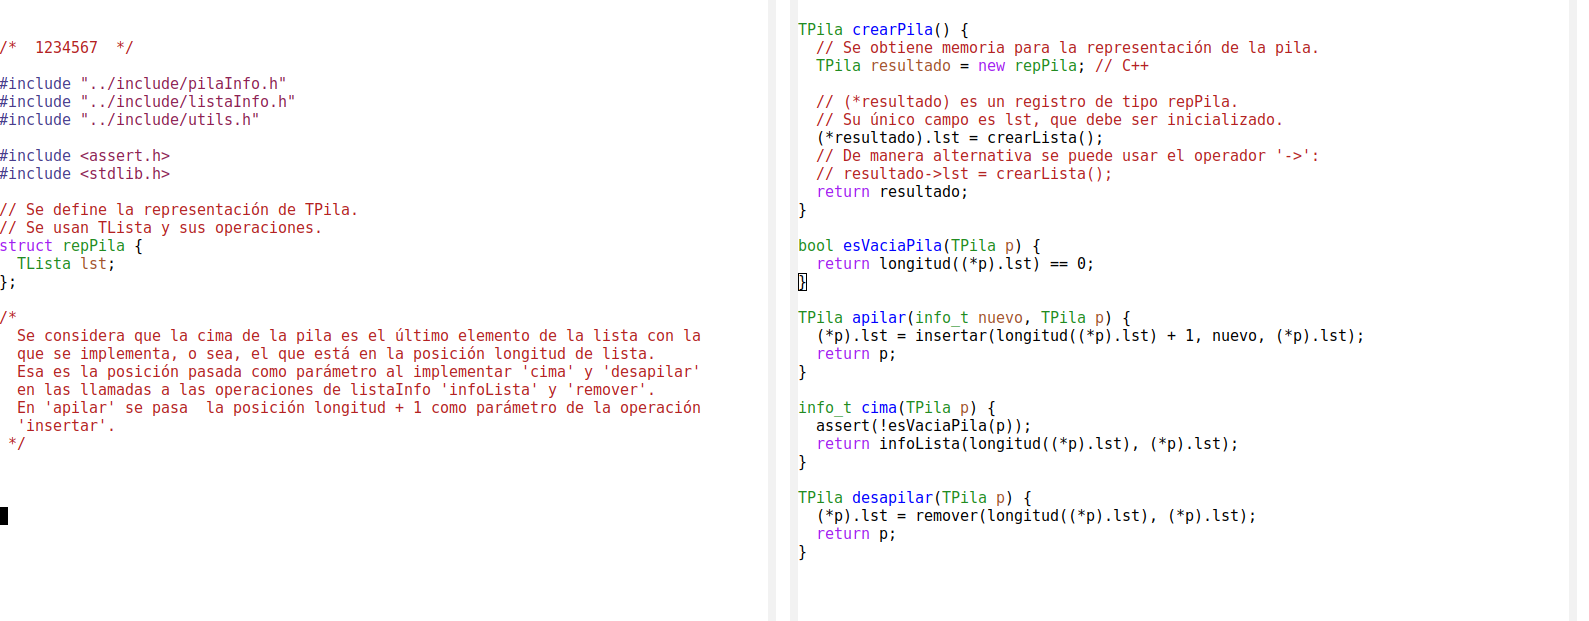 /*  1234567  */
#include "../include/pilaInfo.h"
#include "../include/listaInfo.h"
#include "../include/utils.h"
#include <assert.h>
#include <stdlib.h>
// Se define la representación de TPila.
// Se usan TLista y sus operaciones.
struct repPila {
  TLista lst;
};
/*
  Se considera que la cima de la pila es el último elemento de la lista con la
  que se implementa, o sea, el que está en la posición longitud de lista.
  Esa es la posición pasada como parámetro al implementar 'cima' y 'desapilar'
  en las llamadas a las operaciones de listaInfo 'infoLista' y 'remover'.
  En 'apilar' se pasa  la posición longitud + 1 como parámetro de la operación
  'insertar'.
 */
TPila crearPila() {
  // Se obtiene memoria para la representación de la pila.
  TPila resultado = new repPila; // C++
  // (*resultado) es un registro de tipo repPila.
  // Su único campo es lst, que debe ser inicializado.
  (*resultado).lst = crearLista();
  // De manera alternativa se puede usar el operador '->':
  // resultado->lst = crearLista();
  return resultado;
}
bool esVaciaPila(TPila p) {
  return longitud((*p).lst) == 0;
}
TPila apilar(info_t nuevo, TPila p) {
  (*p).lst = insertar(longitud((*p).lst) + 1, nuevo, (*p).lst);
  return p;
}
info_t cima(TPila p) {
  assert(!esVaciaPila(p));
  return infoLista(longitud((*p).lst), (*p).lst);
}
TPila desapilar(TPila p) {
  (*p).lst = remover(longitud((*p).lst), (*p).lst);
  return p;
}